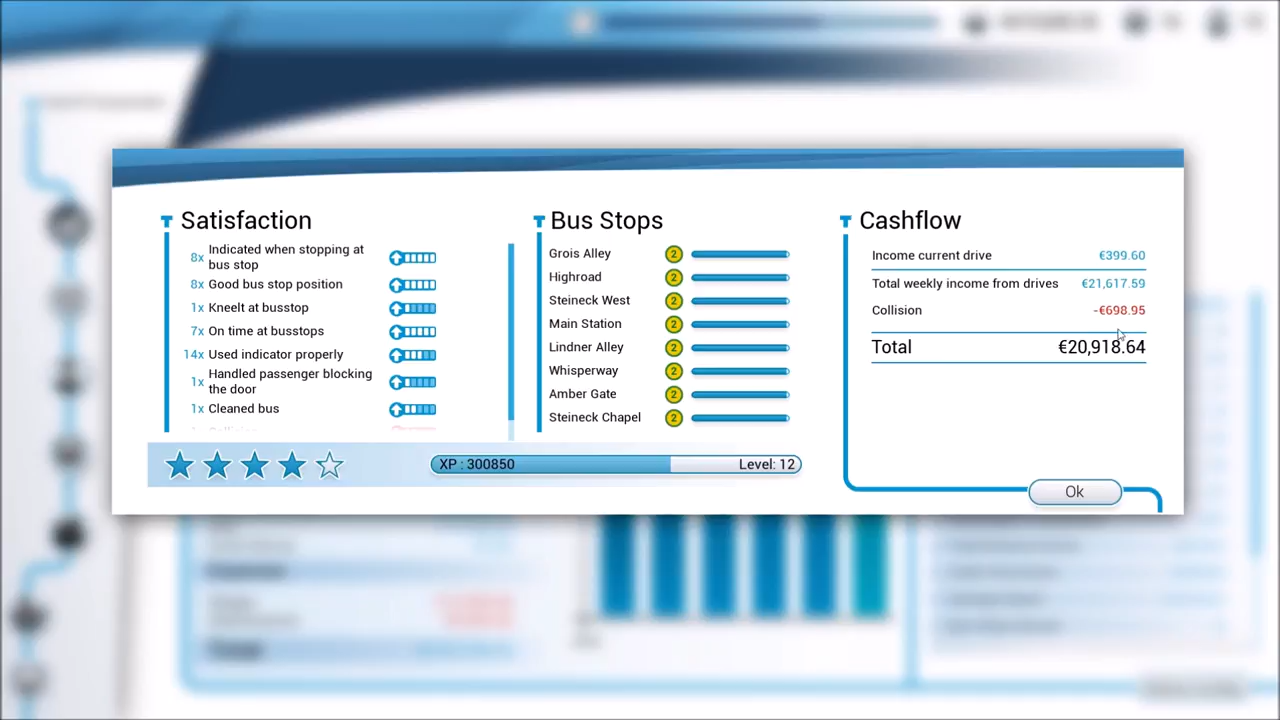 Satisfaction
8x Indicated when stopping at
bus stop
8x Good bus stop position
1x Kneelt at busstop
7x On time at busstops
14x Used indicator properly
1x Handled passenger blocking
the door
1x Cleaned bus
XP : 300850 Level: 12
Bus Stops
Grois Alley 2
Highroad 2
Steineck West 2
Main Station 2
Lindner Alley 2
Whisperway 2
Amber Gate 2
Steineck Chapel 2
Cashflow
Income current drive €399.60
Total weekly income from drives €21,617.59
Collision -€698.95
Total €20,918.64
Ok